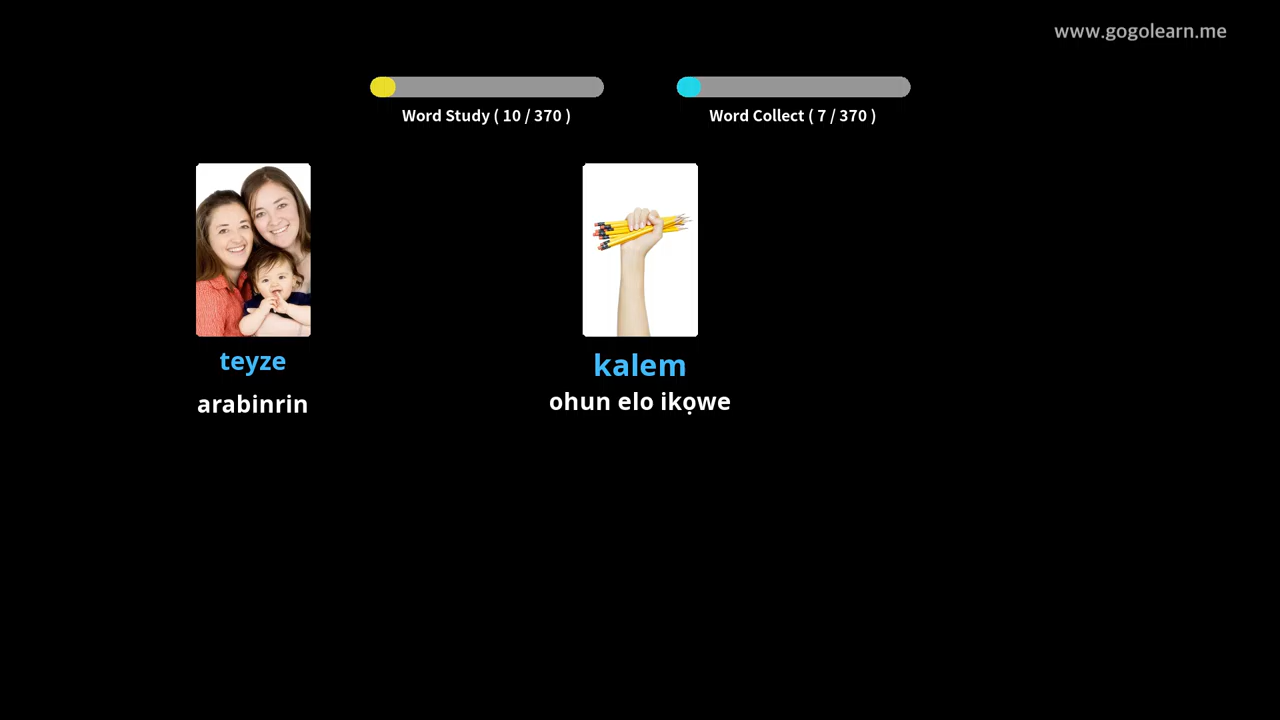 www.gogolearn.me
Word Study ( 10 / 370 )
Word Collect ( 7 / 370 )
teyze
arabinrin
kalem
ohun elo ikọwe